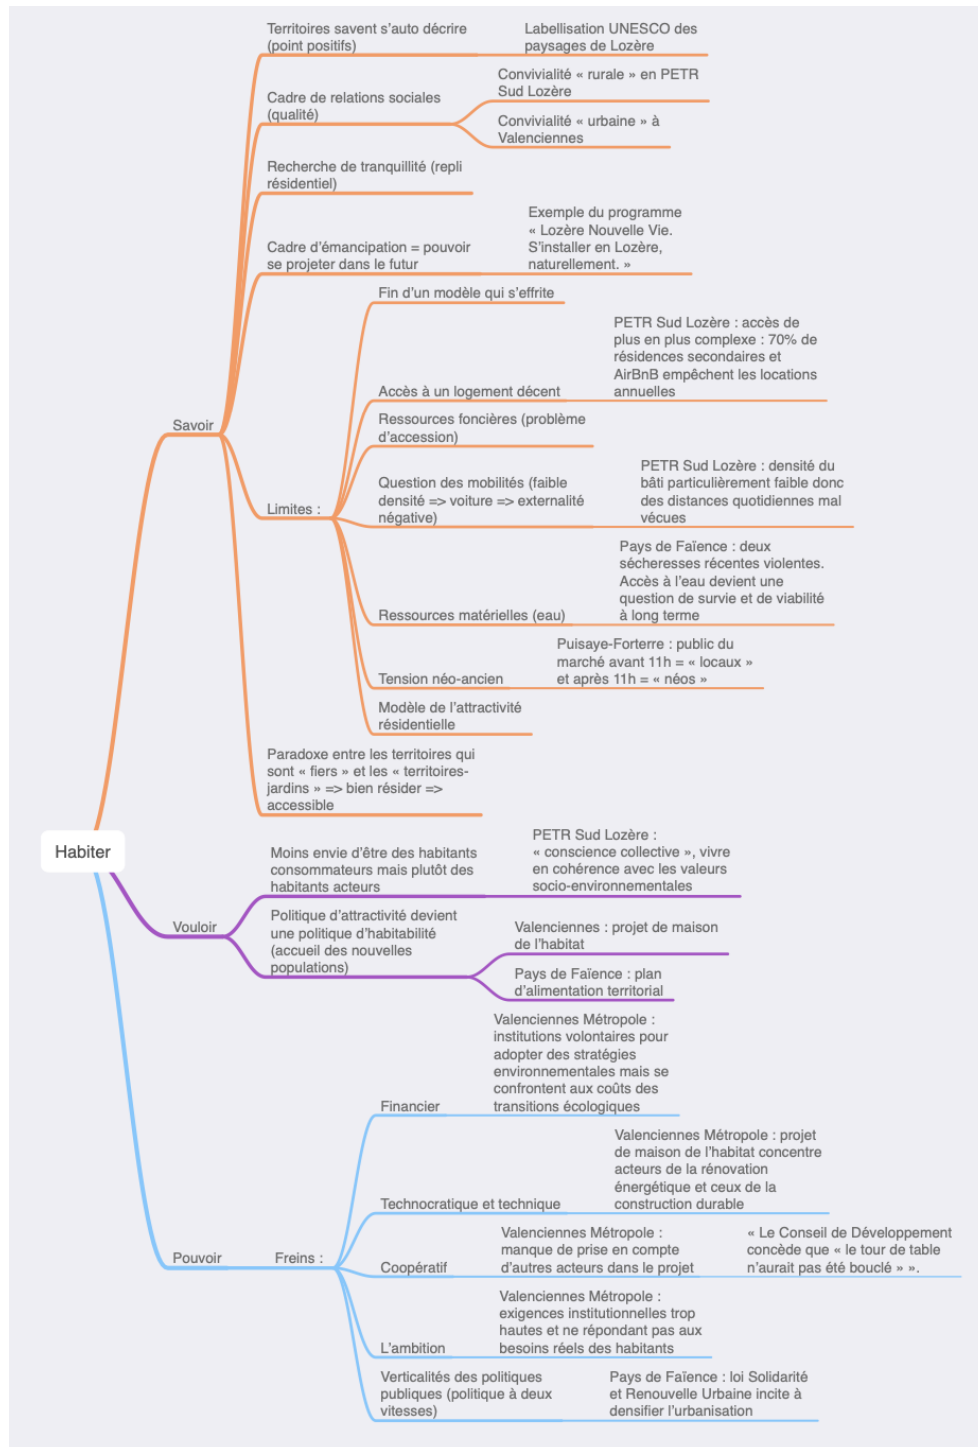 Territoires savent s’auto décrire
(point positifs)
Labellisation UNESCO des
paysages de Lozère
Cadre de relations sociales
(qualité)
Convivialité « rurale » en PETR
Sud Lozère
Convivialité « urbaine » à
Valenciennes
Recherche de tranquillité (repli
résidentiel)
Cadre d’émancipation = pouvoir
se projeter dans le futur
Exemple du programme
« Lozère Nouvelle Vie.
S’installer en Lozère,
naturellement. »
Savoir
Limites :
Fin d’un modèle qui s’effrite
Accès à un logement décent
PETR Sud Lozère : accès de
plus en plus complexe : 70% de
résidences secondaires et
AirBnB empêchent les locations
annuelles
Ressources foncières (problème
d’accession)
Question des mobilités (faible
densité => voiture => externalité
négative)
PETR Sud Lozère : densité du
bâti particulièrement faible donc
des distances quotidiennes mal
vécues
Ressources matérielles (eau)
Pays de Faïence : deux
sécheresses récentes violentes.
Accès à l’eau devient une
question de survie et de viabilité
à long terme
Tension néo-ancien
Puisaye-Forterre : public du
marché avant 11h = « locaux »
et après 11h = « néos »
Modèle de l’attractivité
résidentielle
Paradoxe entre les territoires qui
sont « fiers » et les « territoires-
jardins » => bien résider =>
accessible
Habiter
Vouloir
Moins envie d’être des habitants
consommateurs mais plutôt des
habitants acteurs
PETR Sud Lozère :
« conscience collective », vivre
en cohérence avec les valeurs
socio-environnementales
Politique d’attractivité devient
une politique d’habitabilité
(accueil des nouvelles
populations)
Valenciennes : projet de maison
de l’habitat
Pays de Faïence : plan
d’alimentation territorial
Pouvoir
Freins :
Financier
Valenciennes Métropole :
institutions volontaires pour
adopter des stratégies
environnementales mais se
confrontent aux coûts des
transitions écologiques
Technocratique et technique
Valenciennes Métropole : projet
de maison de l’habitat concentre
acteurs de la rénovation
énergétique et ceux de la
construction durable
Coopératif
Valenciennes Métropole :
manque de prise en compte
d’autres acteurs dans le projet
« Le Conseil de Développement
concède que « le tour de table
n’aurait pas été bouclé » ».
L’ambition
Valenciennes Métropole :
exigences institutionnelles trop
hautes et ne répondant pas aux
besoins réels des habitants
Verticalités des politiques
publiques (politique à deux
vitesses)
Pays de Faïence : loi Solidarité
et Renouvelle Urbaine incite à
densifier l’urbanisation